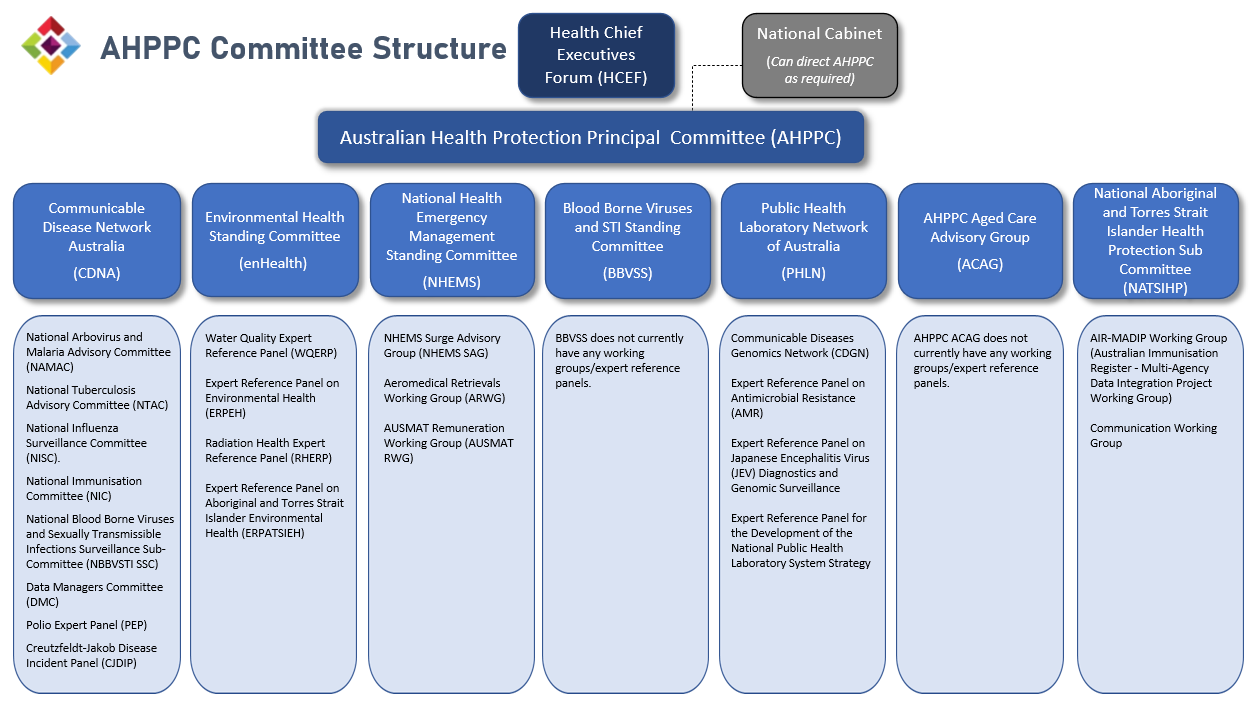 AHPPC Committee Structure
Health Chief
Executives
Forum (HCEF)
National Cabinet
(Can direct AHPPC
as required)
Australian Health Protection Principal  Committee (AHPPC)
Communicable
Disease Network
Australia
(CDNA)
Environmental Health
Standing Committee
(enHealth)
National Health
Emergency
Management
Standing Committee
(NHEMS)
Blood Borne Viruses
and STI Standing
Committee
(BBVSS)
Public Health
Laboratory Network
of Australia
(PHLN)
AHPPC Aged Care
Advisory Group
(ACAG)
National Aboriginal
and Torres Strait
Islander Health
Protection Sub
Committee
(NATSIHP)
National Arbovirus and
Malaria Advisory Committee
(NAMAC)
National Tuberculosis
Advisory Committee (NTAC)
National Influenza
Surveillance Committee
(NISC).
National Immunisation
Committee (NIC)
National Blood Borne Viruses
and Sexually Transmissible
Infections Surveillance Sub-
Committee (NBBVSTI SSC)
Data Managers Committee
(DMC)
Polio Expert Panel (PEP)
Creutzfeldt-Jakob Disease
Incident Panel (CJDIP)
Water Quality Expert
Reference Panel (WQERP)
Expert Reference Panel on
Environmental Health
(ERPEH)
Radiation Health Expert
Reference Panel (RHERP)
Expert Reference Panel on
Aboriginal and Torres Strait
Islander Environmental
Health (ERPATSIEH)
NHEMS Surge Advisory
Group (NHEMS SAG)
Aeromedical Retrievals
Working Group (ARWG)
AUSMAT Remuneration
Working Group (AUSMAT
RWG)
BBVSS does not currently
have any working
groups/expert reference
panels.
Communicable Diseases
Genomics Network (CDGN)
Expert Reference Panel on
Antimicrobial Resistance
(AMR)
Expert Reference Panel on
Japanese Encephalitis Virus
(JEV) Diagnostics and
Genomic Surveillance
Expert Reference Panel for
the Development of the
National Public Health
Laboratory System Strategy
AHPPC ACAG does not
currently have any working
groups/expert reference
panels.
AIR-MADIP Working Group
(Australian Immunisation
Register - Multi-Agency
Data Integration Project
Working Group)
Communication Working
Group